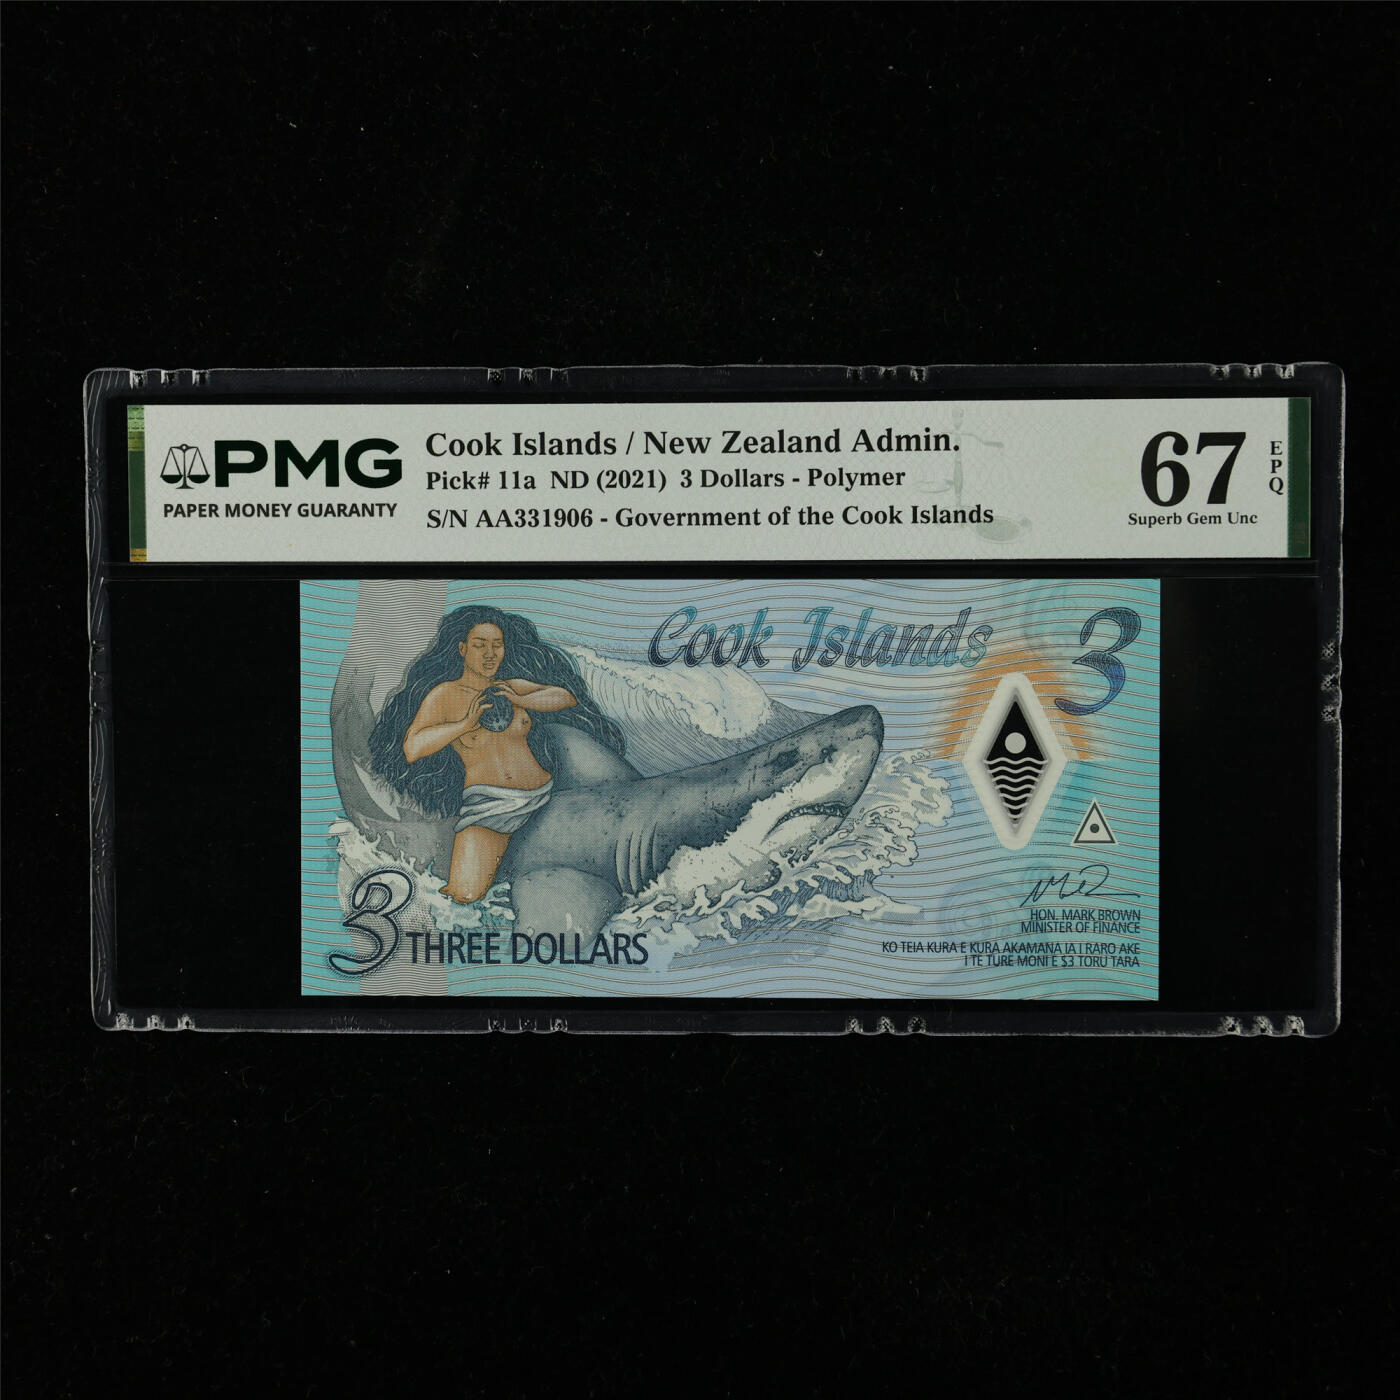 PMG
PAPER MONEY GUARANTY
Cook Islands / New Zealand Admin.
Pick# 11a ND (2021) 3 Dollars - Polymer
S/N AA331906 - Government of the Cook Islands
67
EPQ
Superb Gem Unc
Cook Islands
3
HON. MARK BROWN
MINISTER OF FINANCE
3 THREE DOLLARS
KO TEIA KURA E KURA AKAMANA IA I RARO AKE
I TE TURE MONI E $3 TORU TARA